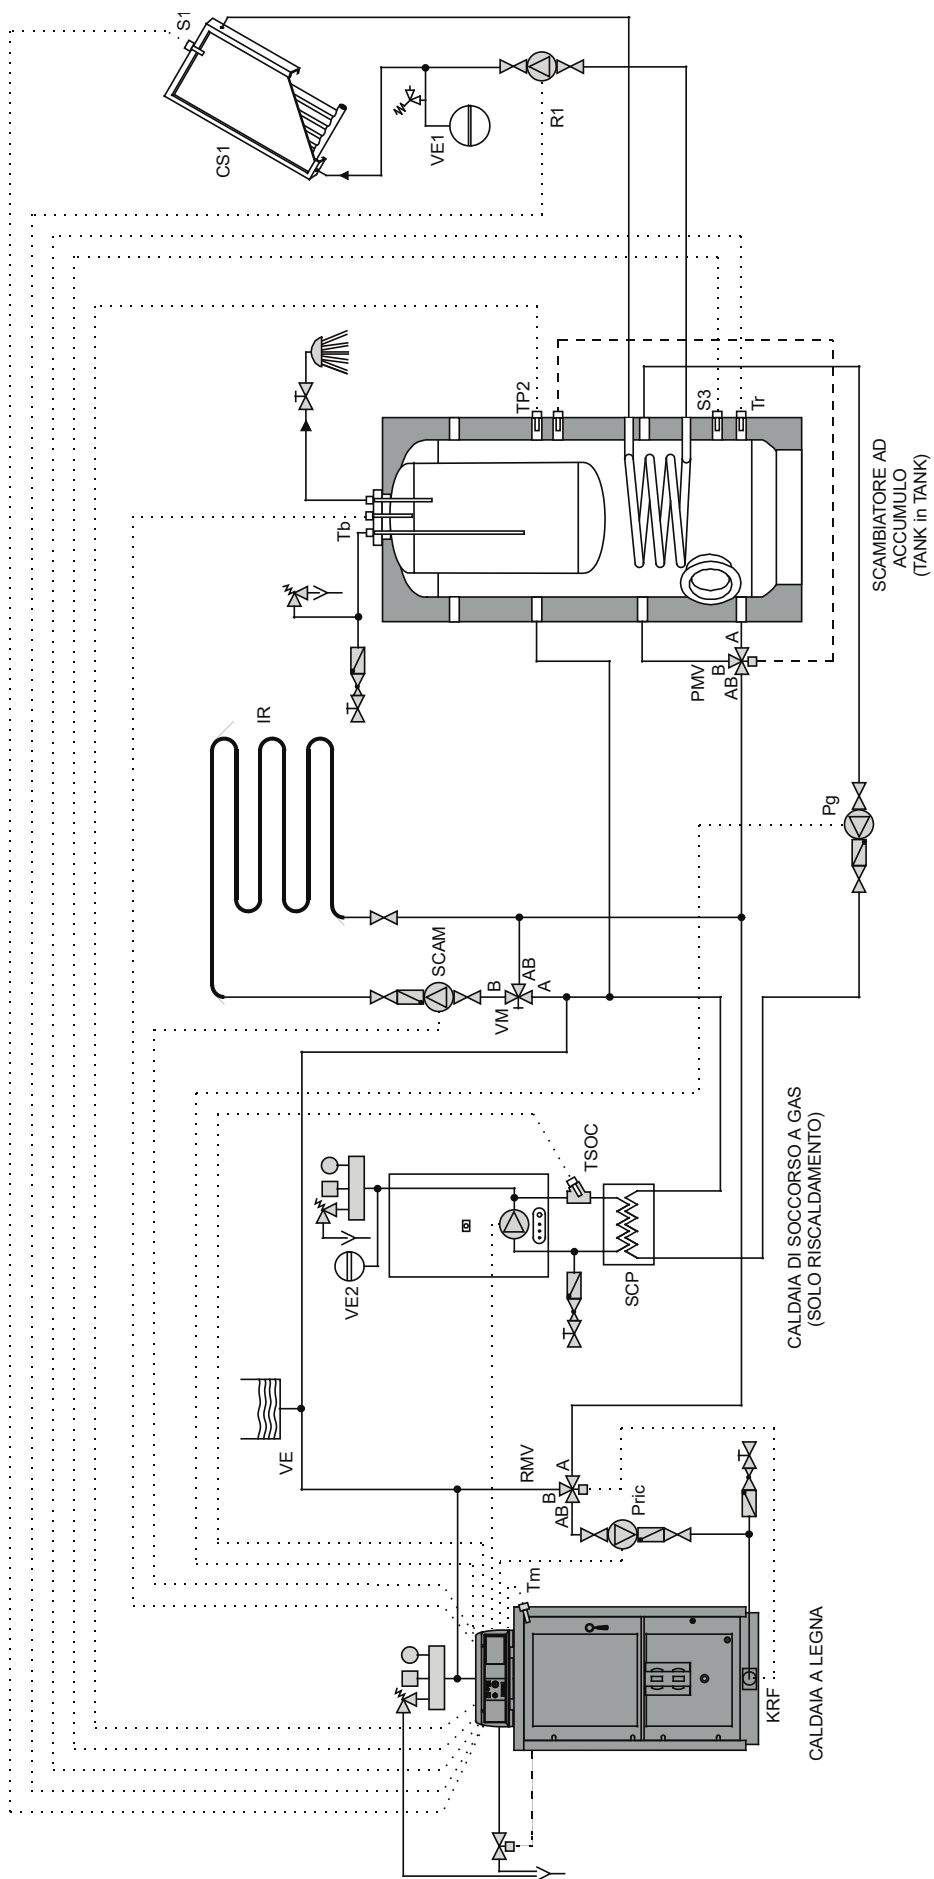 S1
CS1
VE1
R1
TP2
S3
Tr
Tb
SCAMBIATORE AD
ACCUMULO
(TANK in TANK)
IR
PMV
B
A
AB
Pg
SCAM
VM
B
AB
A
TSOC
VE2
SCP
CALDAIA DI SOCCORSO A GAS
(SOLO RISCALDAMENTO)
VE
RMV
B
A
AB
Pric
Tm
KRF
CALDAIA A LEGNA